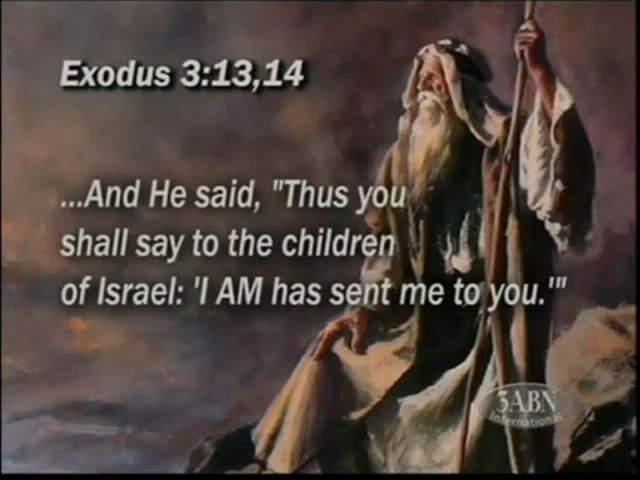 Exodus 3:13,14
...And He said, "Thus you
shall say to the children
of Israel: 'I AM has sent me to you.'"
3ABN
International